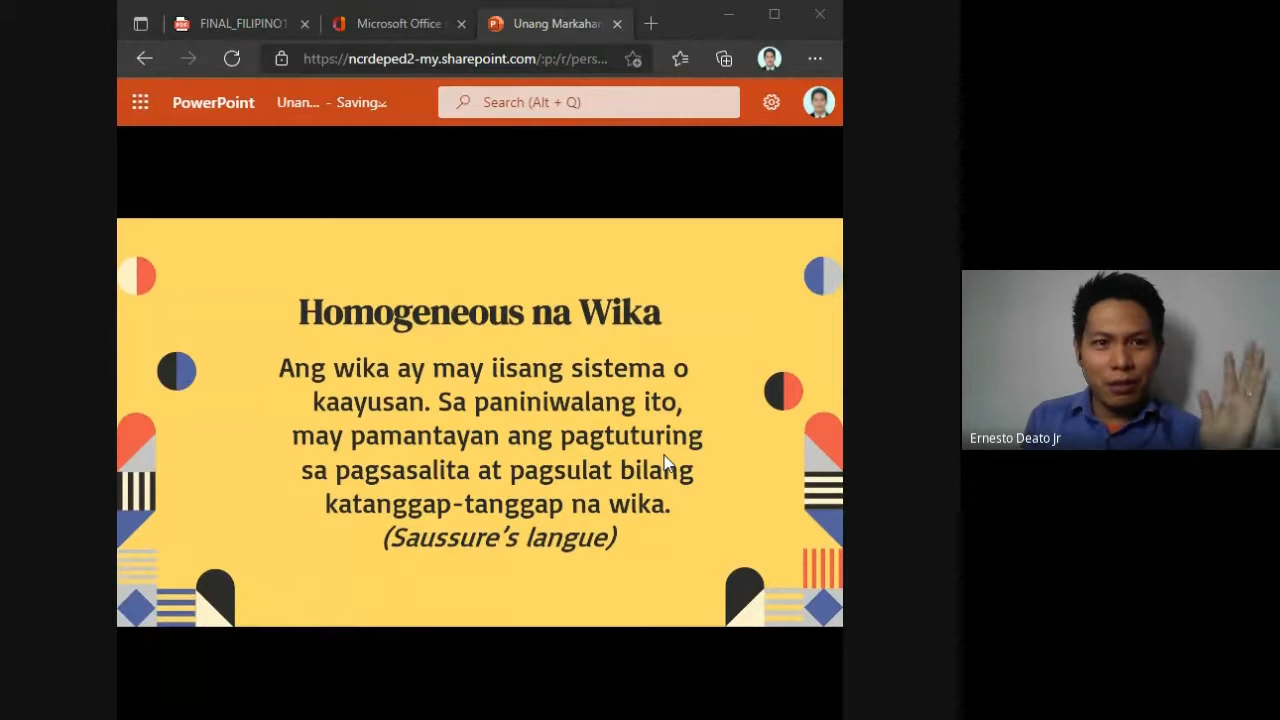 FINAL_FILIPINO1
Microsoft Office
Unang Markahan
https://ncrdeped2-my.sharepoint.com/:p:/r/pers...
PowerPoint
Unan... - Saving
Search (Alt + Q)
Homogeneous na Wika
Ang wika ay may iisang sistema o
kaayusan. Sa paniniwalang ito,
may pamantayan ang pagtuturing
sa pagsasalita at pagsulat bilang
katanggap-tanggap na wika.
(Saussure's langue)
Ernesto Deato Jr